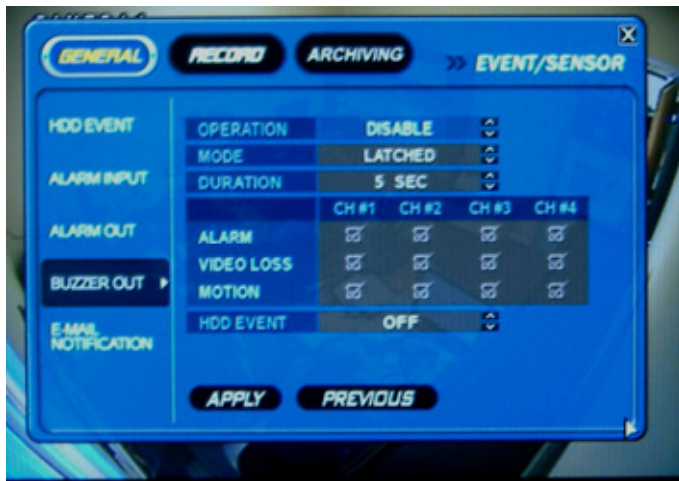 GENERAL
RECORD
ARCHIVING
EVENT/SENSOR
HDD EVENT
ALARM INPUT
ALARM OUT
BUZZER OUT
E-MAIL
NOTIFICATION
OPERATION DISABLE
MODE LATCHED
DURATION 5 SEC
CH #1 CH #2 CH #3 CH #4
ALARM
VIDEO LOSS
MOTION
HDD EVENT OFF
APPLY
PREVIOUS